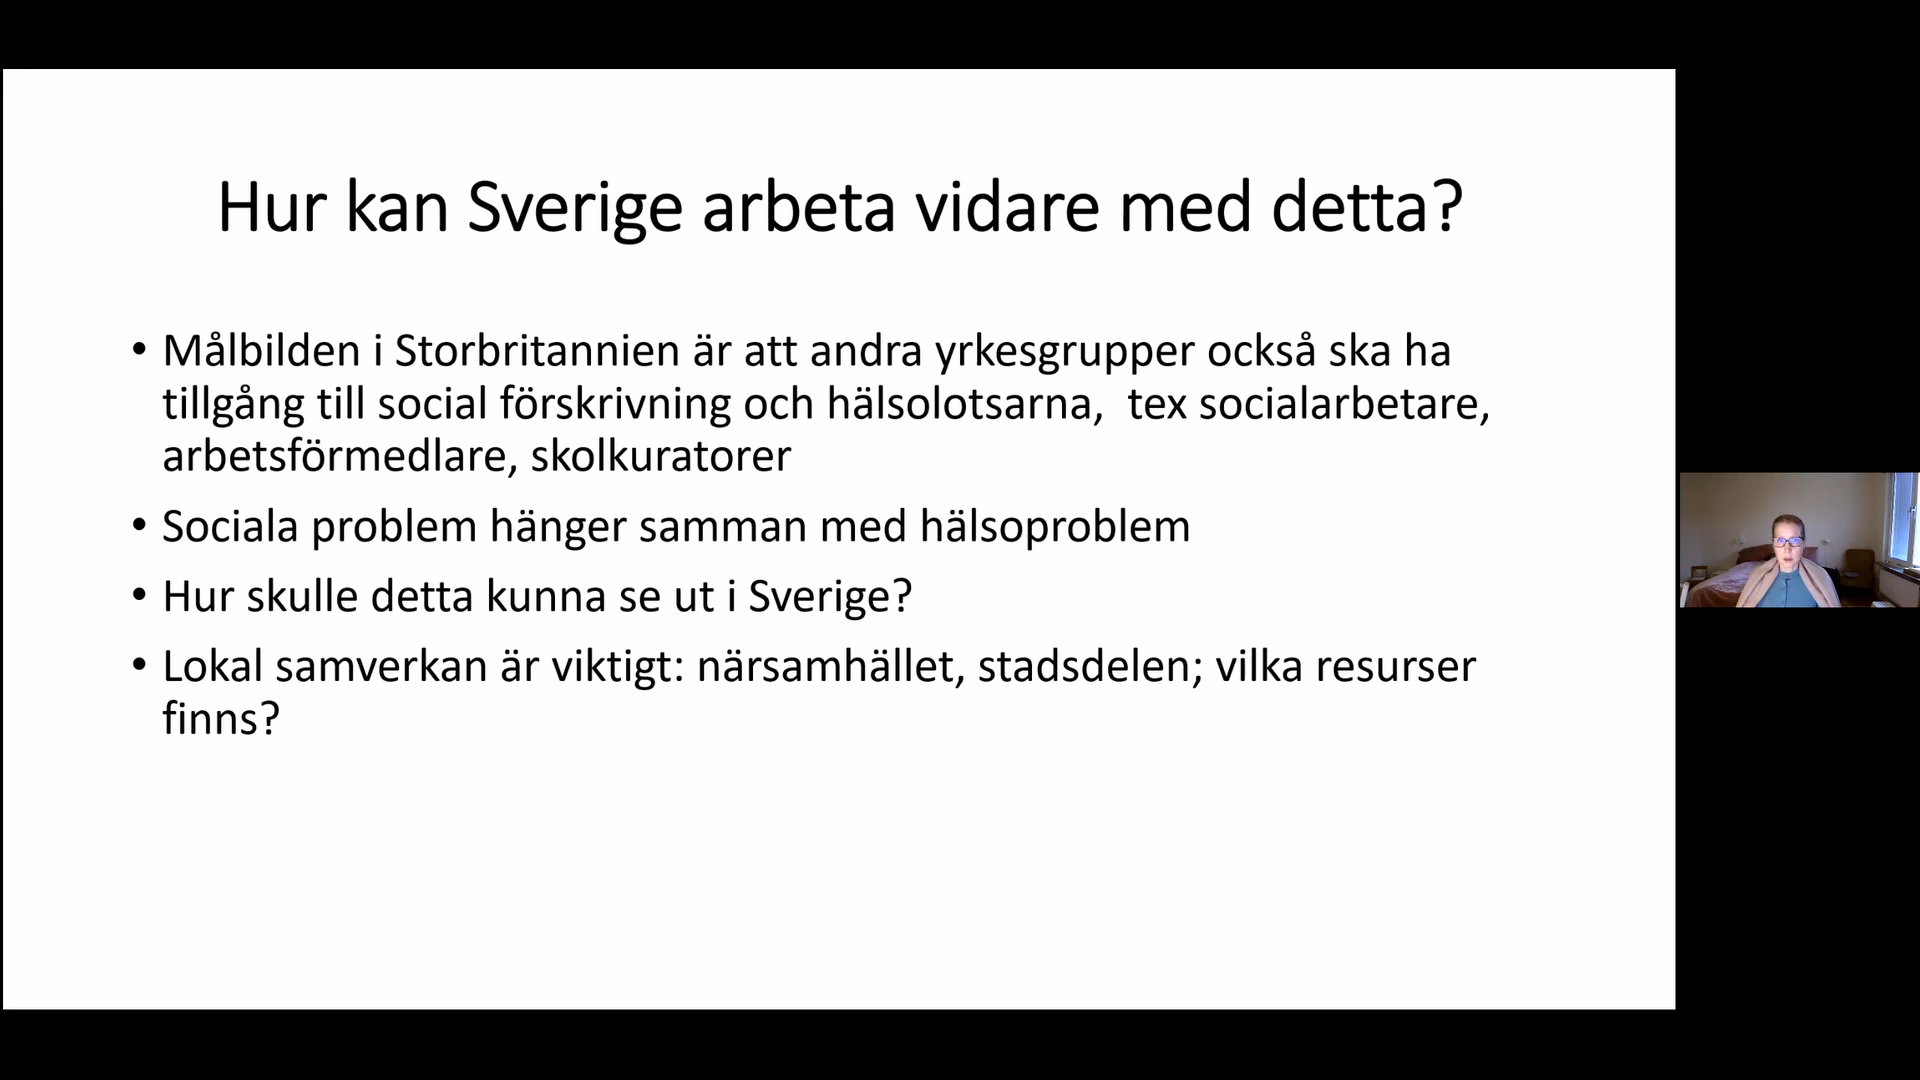 Hur kan Sverige arbeta vidare med detta?
• Målbilden i Storbritannien är att andra yrkesgrupper också ska ha
tillgång till social förskrivning och hälsolotsarna,  tex socialarbetare,
arbetsförmedlare, skolkuratorer
• Sociala problem hänger samman med hälsoproblem
• Hur skulle detta kunna se ut i Sverige?
• Lokal samverkan är viktigt: närsamhället, stadsdelen; vilka resurser
finns?